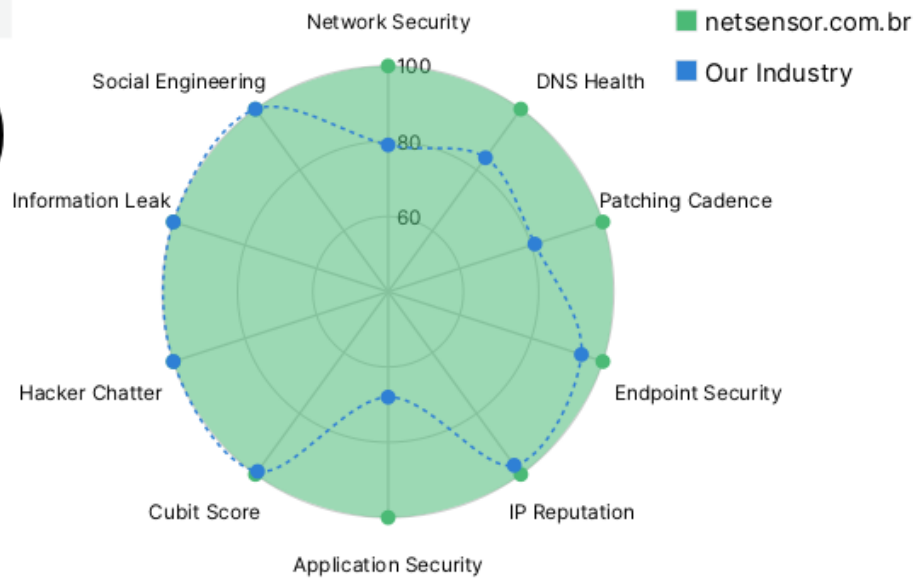 Network Security
netsensor.com.br
Our Industry
100
Social Engineering
DNS Health
80
Information Leak
Patching Cadence
60
Hacker Chatter
Endpoint Security
Cubit Score
IP Reputation
Application Security